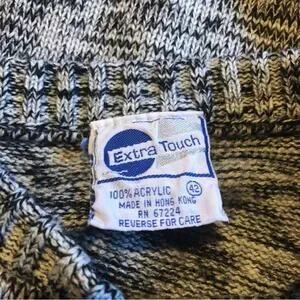 Extra Touch
100% ACRYLIC 42
MADE IN HONG KONG
RN 67224
REVERSE FOR CARE